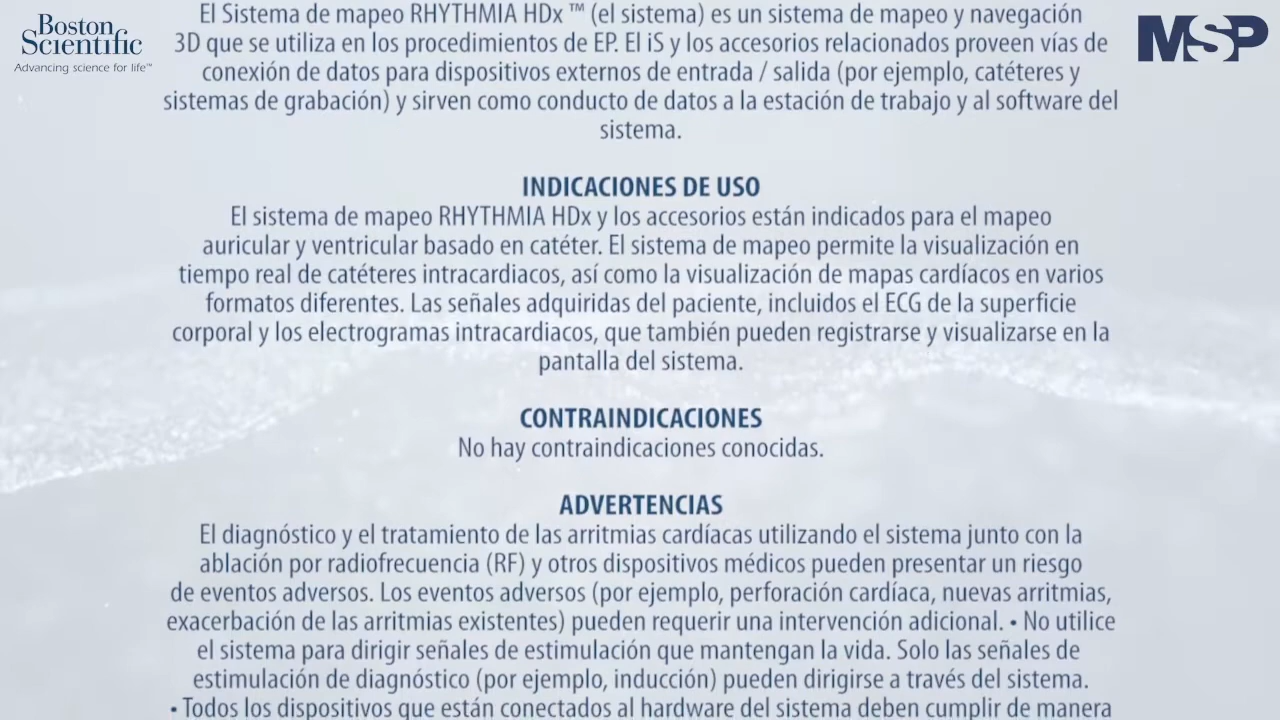 Boston
Scientific
Advancing science for life™
MSP
El Sistema de mapeo RHYTHMIA HDx ™ (el sistema) es un sistema de mapeo y navegación
3D que se utiliza en los procedimientos de EP. El iS y los accesorios relacionados proveen vías de
conexión de datos para dispositivos externos de entrada / salida (por ejemplo, catéteres y
sistemas de grabación) y sirven como conducto de datos a la estación de trabajo y al software del
sistema.
INDICACIONES DE USO
El sistema de mapeo RHYTHMIA HDx y los accesorios están indicados para el mapeo
auricular y ventricular basado en catéter. El sistema de mapeo permite la visualización en
tiempo real de catéteres intracardiacos, así como la visualización de mapas cardíacos en varios
formatos diferentes. Las señales adquiridas del paciente, incluidos el ECG de la superficie
corporal y los electrogramas intracardiacos, que también pueden registrarse y visualizarse en la
pantalla del sistema.
CONTRAINDICACIONES
No hay contraindicaciones conocidas.
ADVERTENCIAS
El diagnóstico y el tratamiento de las arritmias cardíacas utilizando el sistema junto con la
ablación por radiofrecuencia (RF) y otros dispositivos médicos pueden presentar un riesgo
de eventos adversos. Los eventos adversos (por ejemplo, perforación cardíaca, nuevas arritmias,
exacerbación de las arritmias existentes) pueden requerir una intervención adicional. • No utilice
el sistema para dirigir señales de estimulación que mantengan la vida. Solo las señales de
estimulación de diagnóstico (por ejemplo, inducción) pueden dirigirse a través del sistema.
• Todos los dispositivos que están conectados al hardware del sistema deben cumplir de manera